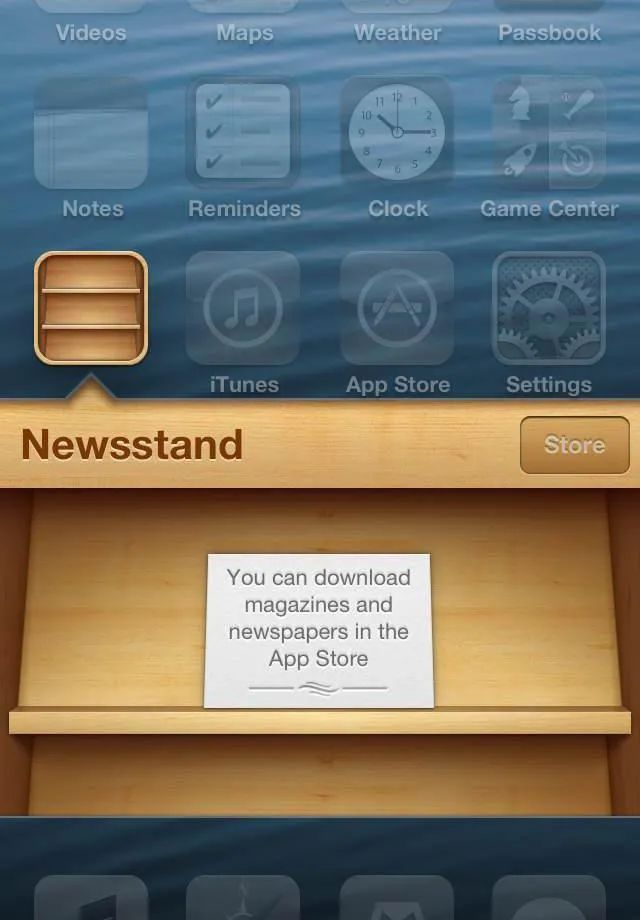 Videos Maps Weather Passbook
Notes Reminders Clock Game Center
iTunes App Store Settings
Newsstand Store
You can download
magazines and
newspapers in the
App Store